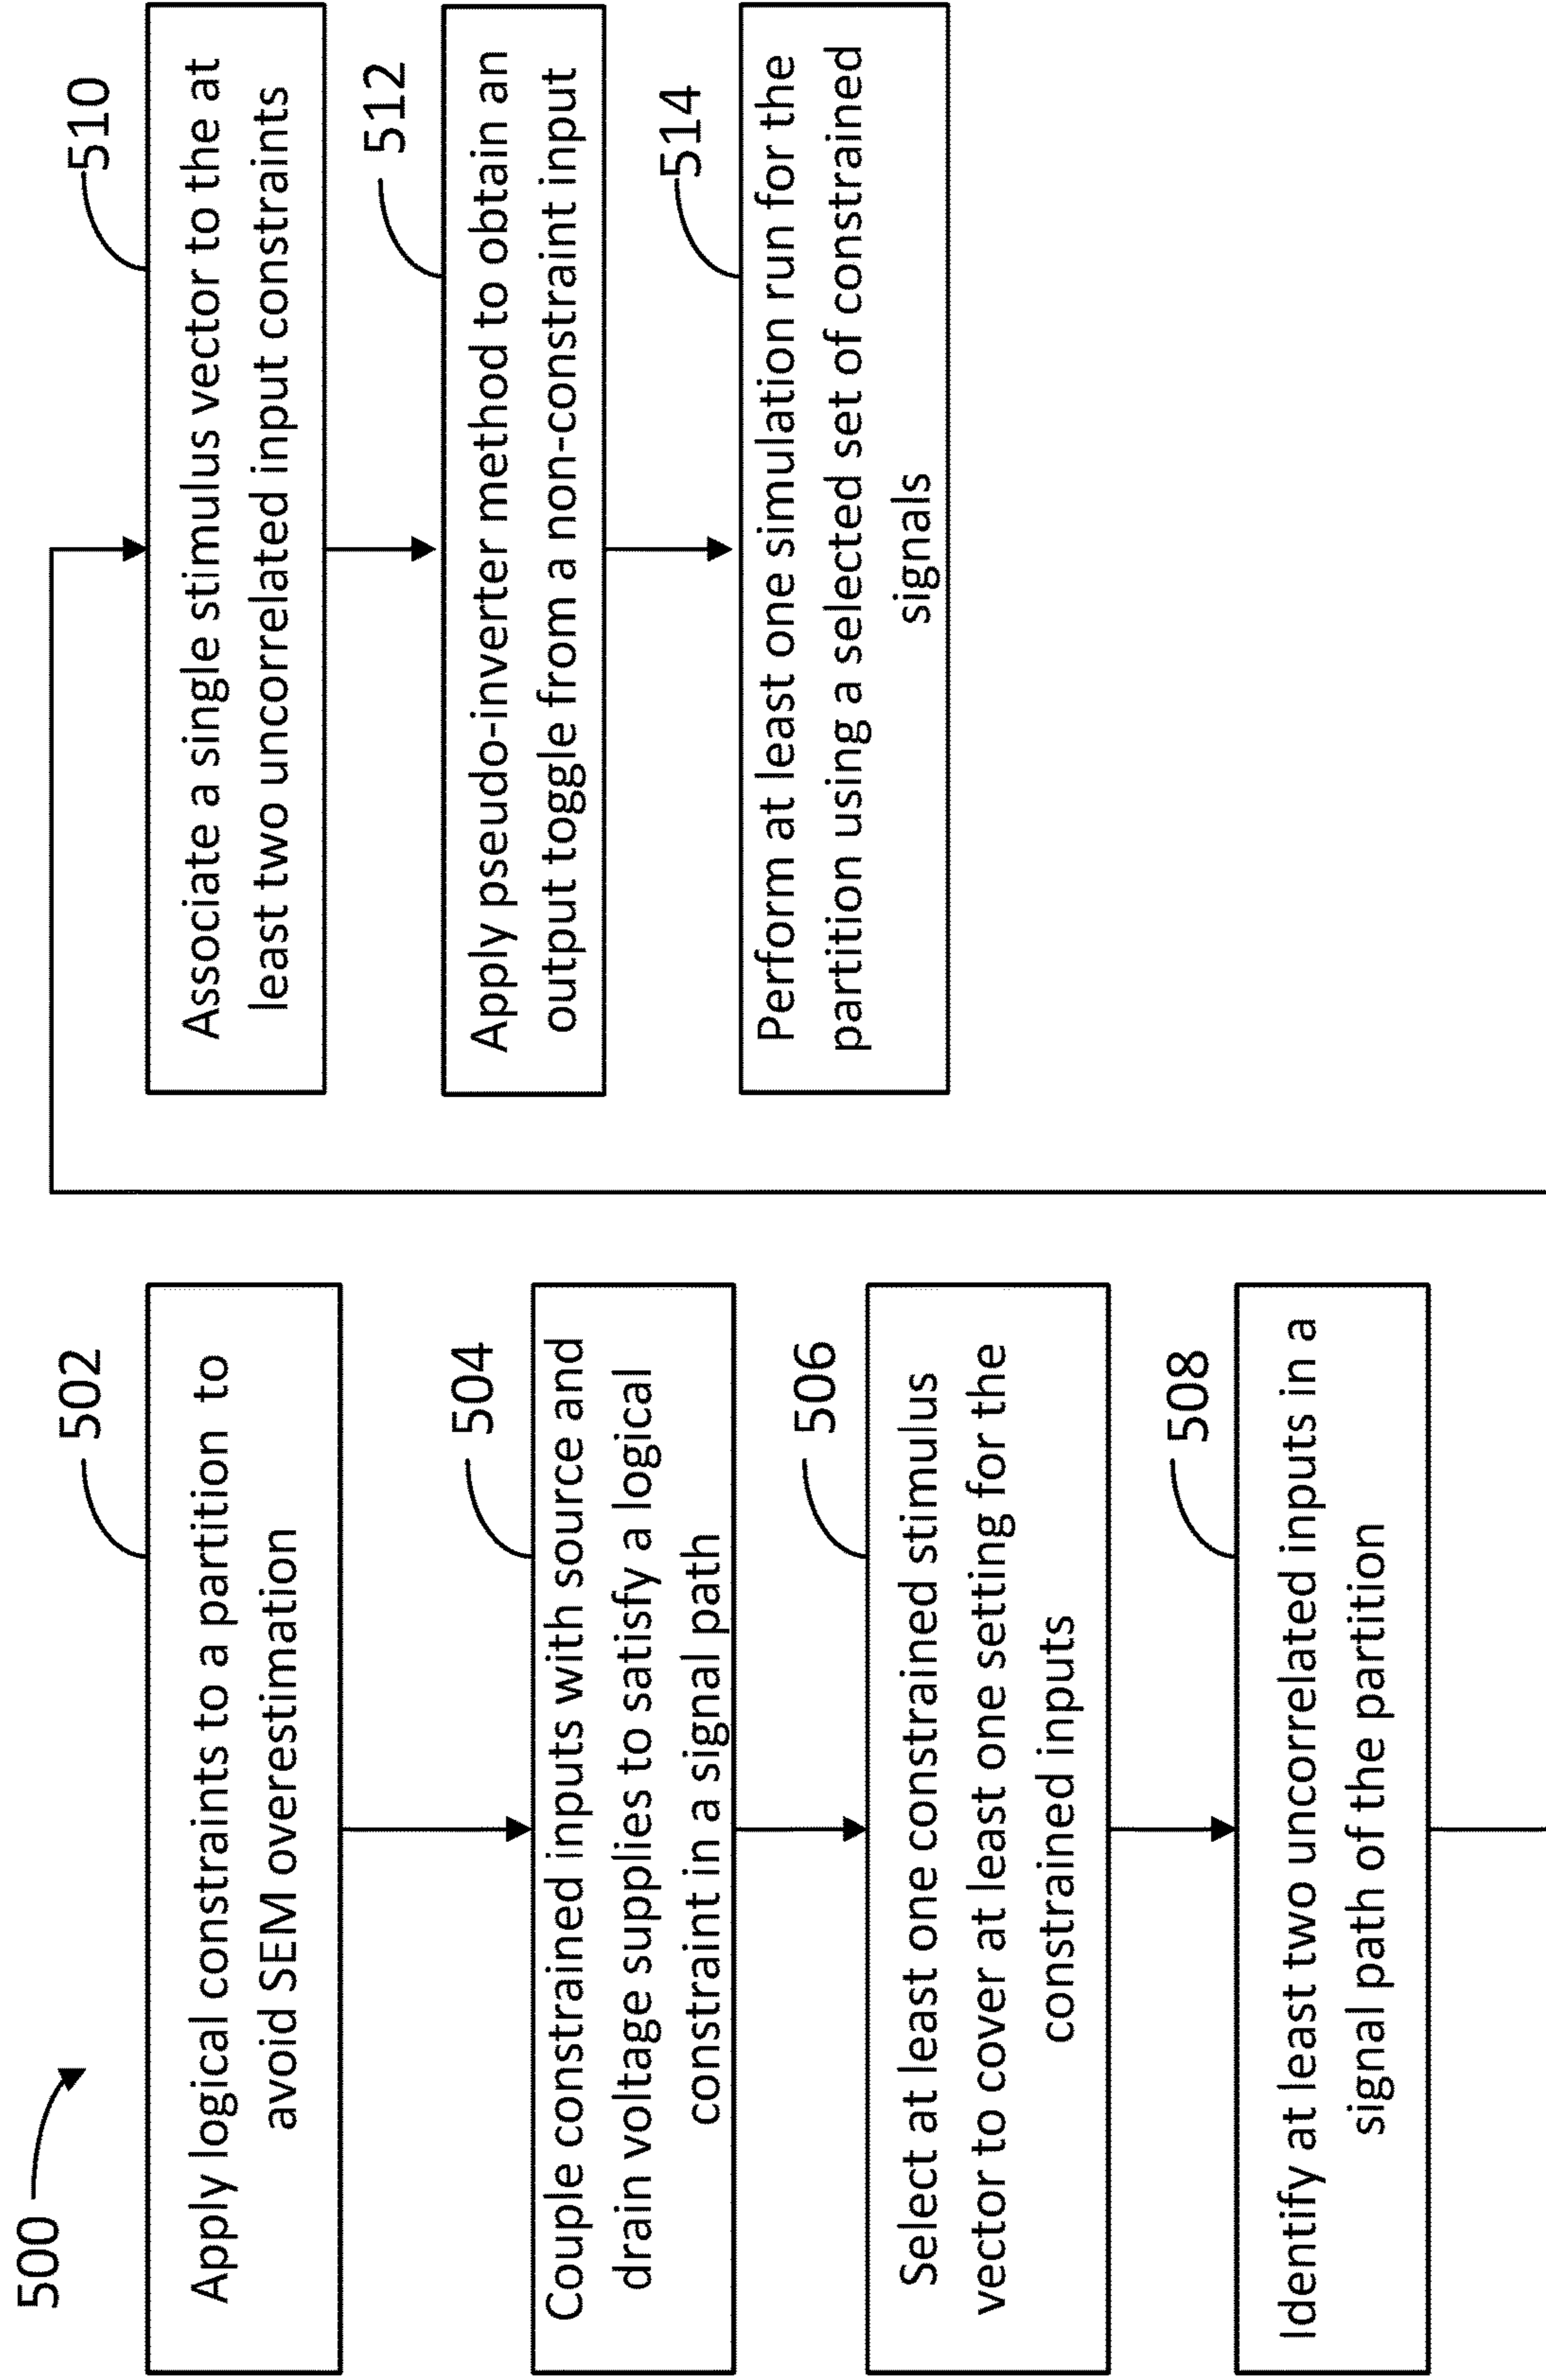 500
502
Apply logical constraints to a partition to
avoid SEM overestimation
504
Couple constrained inputs with source and
drain voltage supplies to satisfy a logical
constraint in a signal path
506
Select at least one constrained stimulus
vector to cover at least one setting for the
constrained inputs
508
Identify at least two uncorrelated inputs in a
signal path of the partition
510
Associate a single stimulus vector to the at
least two uncorrelated input constraints
512
Apply pseudo-inverter method to obtain an
output toggle from a non-constraint input
514
Perform at least one simulation run for the
partition using a selected set of constrained
signals